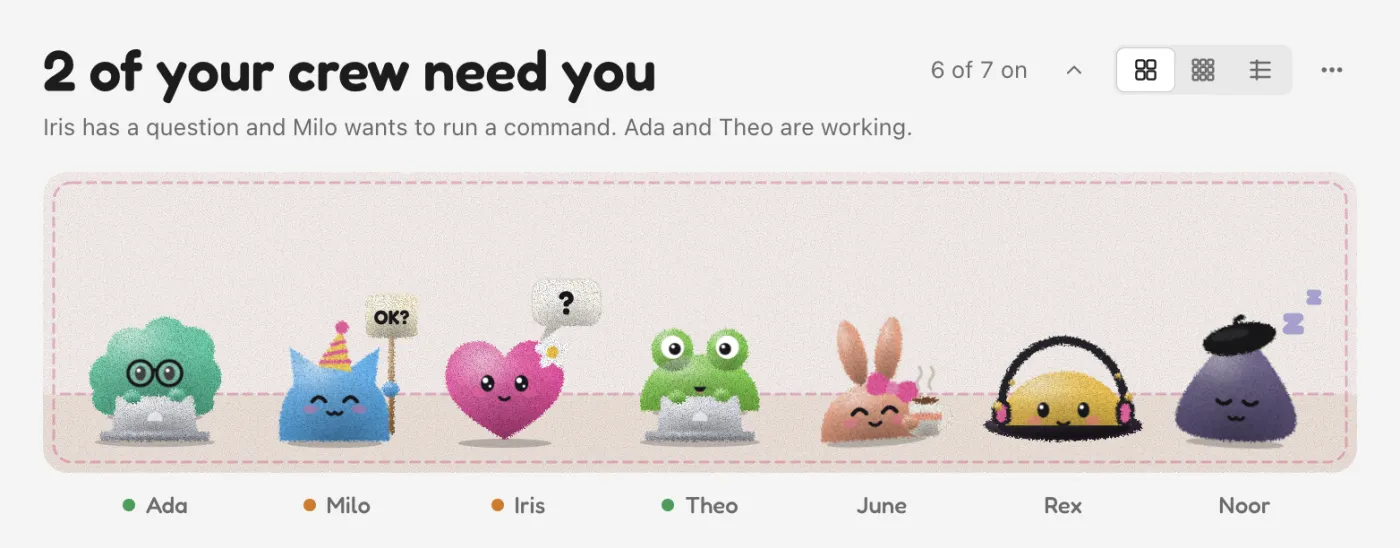 2 of your crew need you
6 of 7 on
Iris has a question and Milo wants to run a command. Ada and Theo are working.
OK?
?
z
z
Ada
Milo
Iris
Theo
June
Rex
Noor